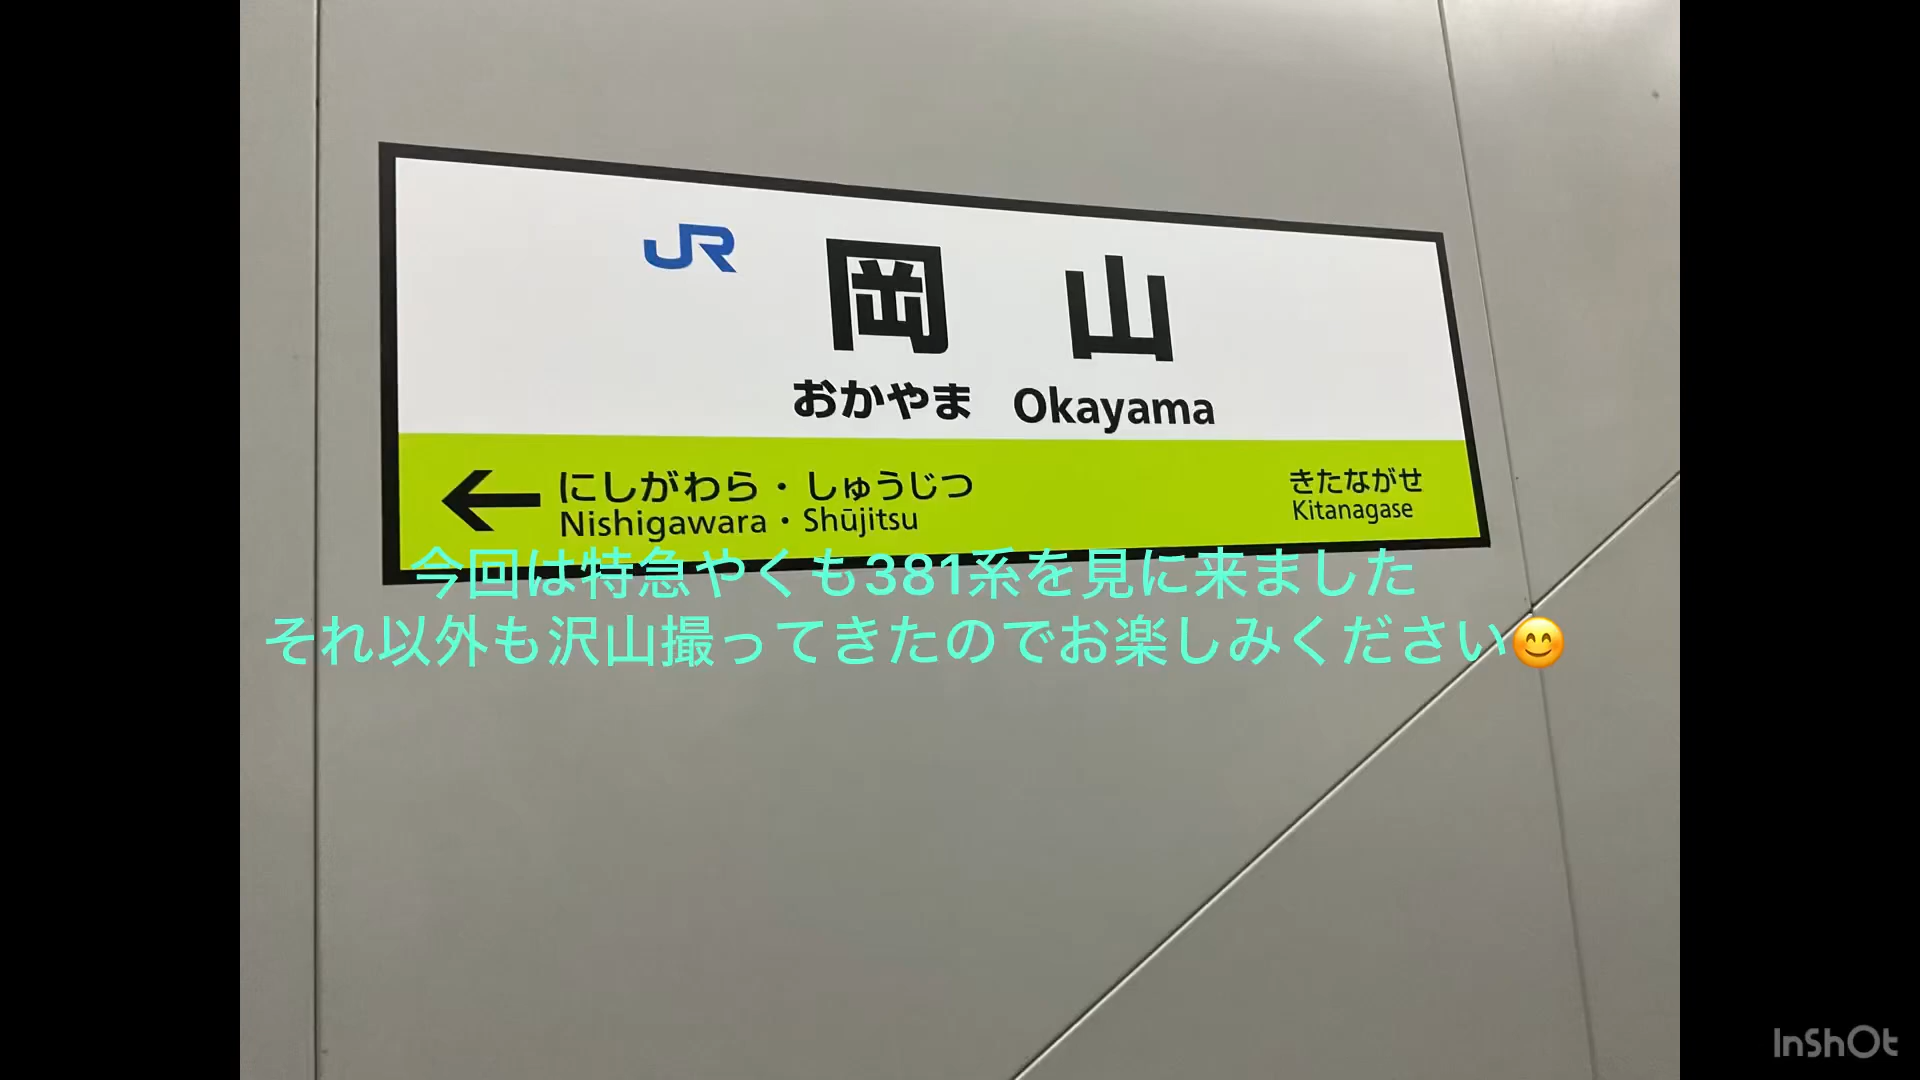 JR 岡山
おかやま Okayama
← にしがわら・しゅうじつ きたながせ
Nishigawara・Shūjitsu Kitanagase
今回は特急やくも381系を見に来ました
それ以外も沢山撮ってきたのでお楽しみください😊
InShOt